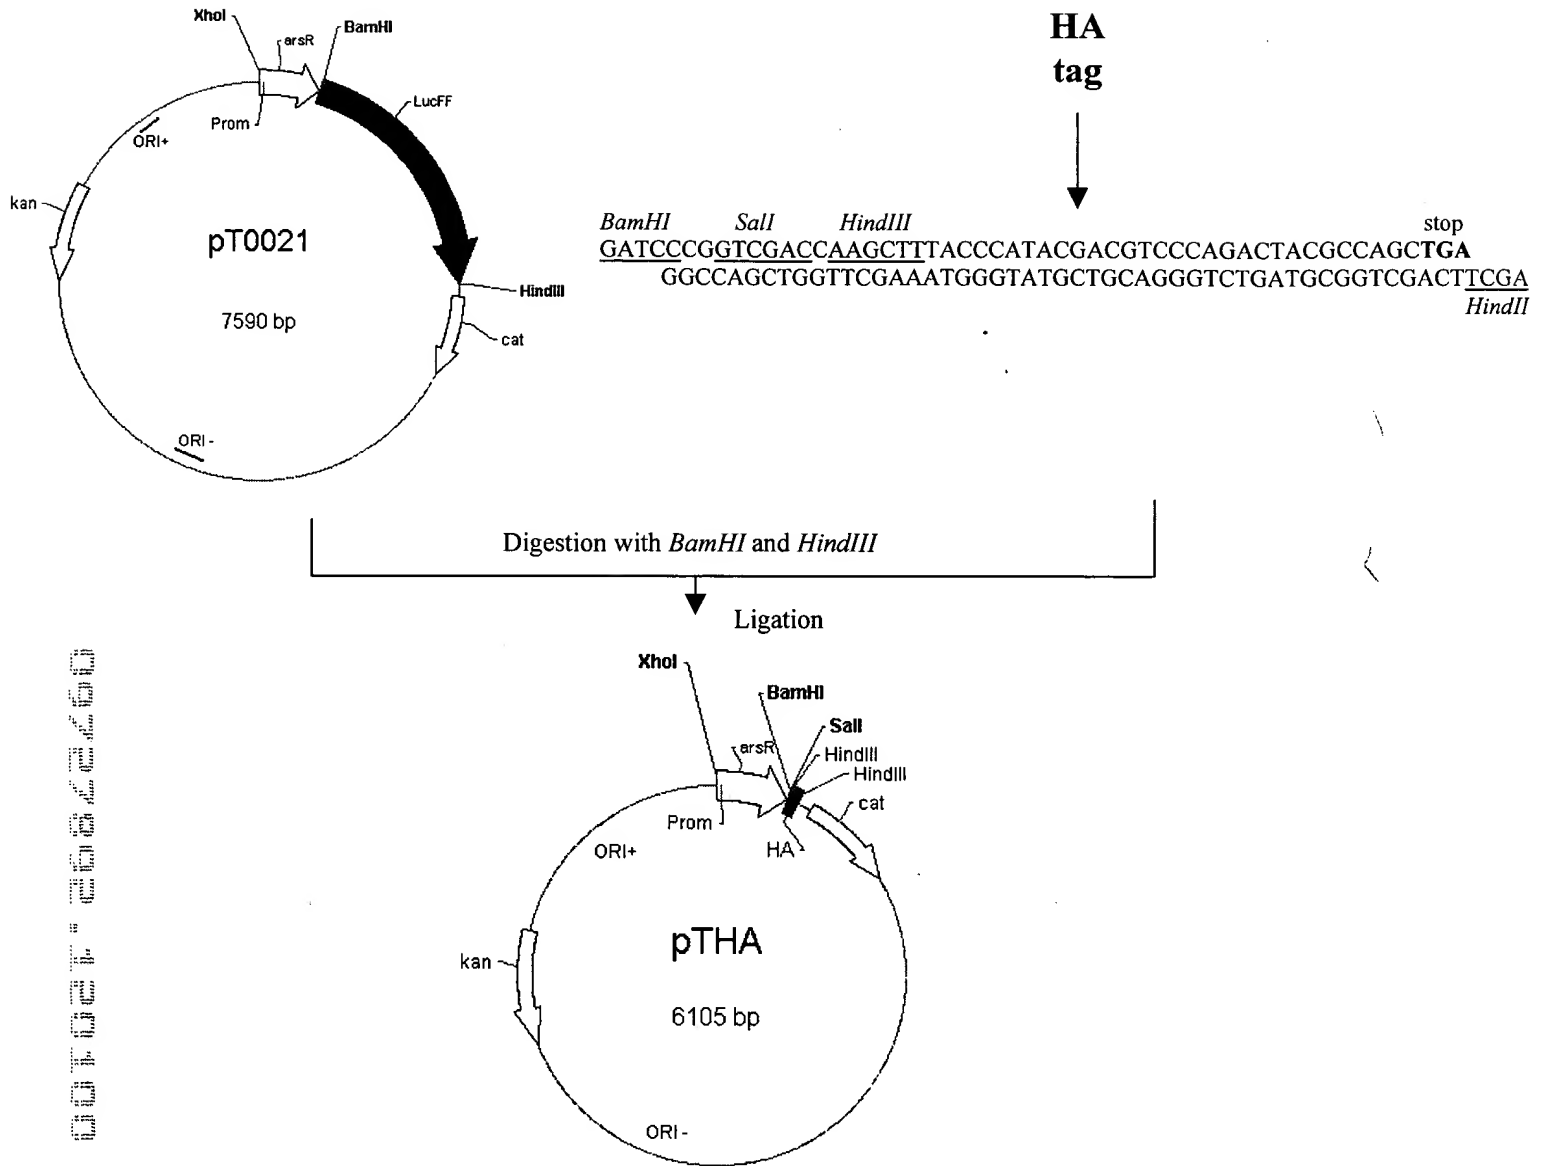 XhoI
BamHI
arsR
LucFF
Prom
ORI+
kan
pT0021
7590 bp
HindIII
cat
ORI -
HA
tag
BamHI SalI HindIII stop
GATCCCGGTCGACCAAGCTTTACCCATACGACGTCCCAGACTACGCCAGCTGA
GGCCAGCTGGTTCGAAATGGGTATGCTGCAGGGTCTGATGCGGTCGACTTCGA
HindII
Digestion with BamHI and HindIII
Ligation
XhoI
BamHI
SalI
arsR
HindIII
HindIII
cat
Prom
HA
ORI+
kan
pTHA
6105 bp
ORI -
09727892.120100